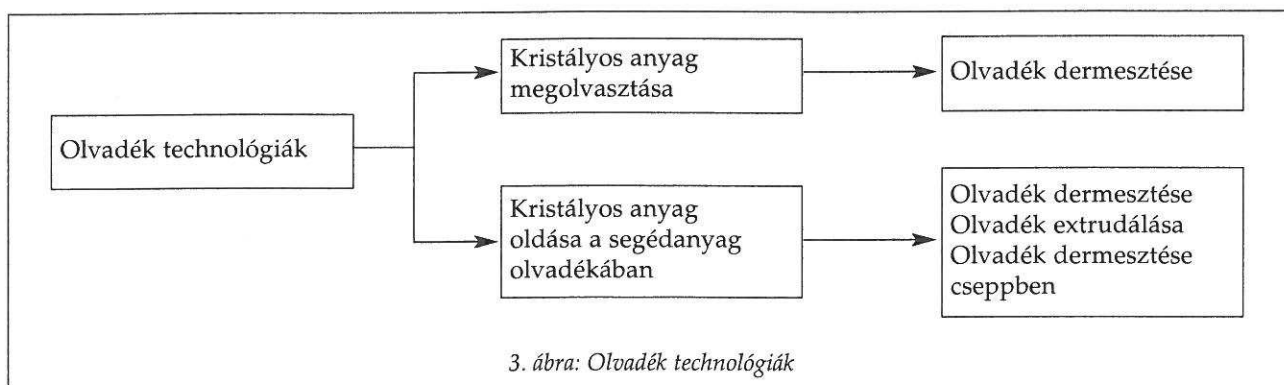 Olvadék technológiák
Kristályos anyag
megolvasztása
Olvadék dermesztése
Kristályos anyag
oldása a segédanyag
olvadékában
Olvadék dermesztése
Olvadék extrudálása
Olvadék dermesztése
cseppben
3. ábra: Olvadék technológiák